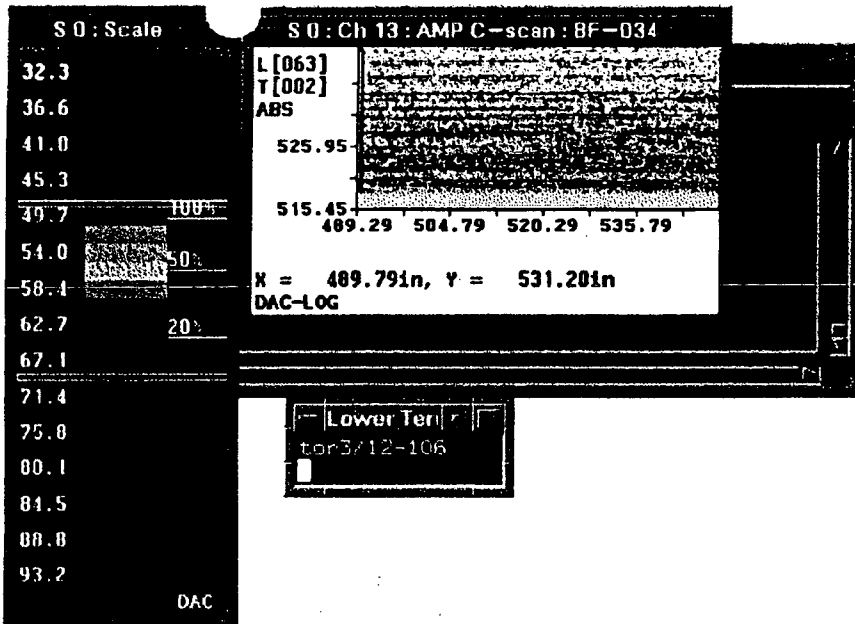 S 0 : Scale
32.3
36.6
41.0
45.3
49.7
54.0
58.4
62.7
67.1
71.4
75.8
80.1
84.5
88.8
93.2
100%
50%
20%
DAC
S 0 : Ch 13 : AMP C-scan : BF-034
L[063]
T[002]
ABS
525.95
515.45
489.29 504.79 520.29 535.79
X = 489.79in, Y = 531.20in
DAC-LOG
Lower Ten
tor3/12-106